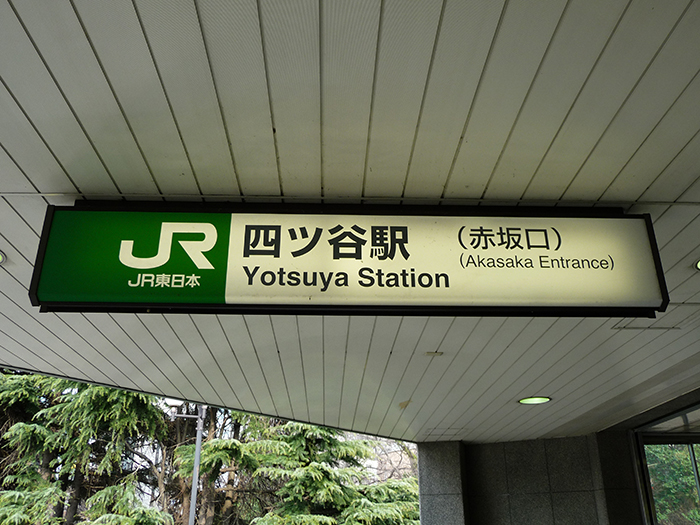 JR
JR東日本
四ツ谷駅
Yotsuya Station
（赤坂口）
(Akasaka Entrance)